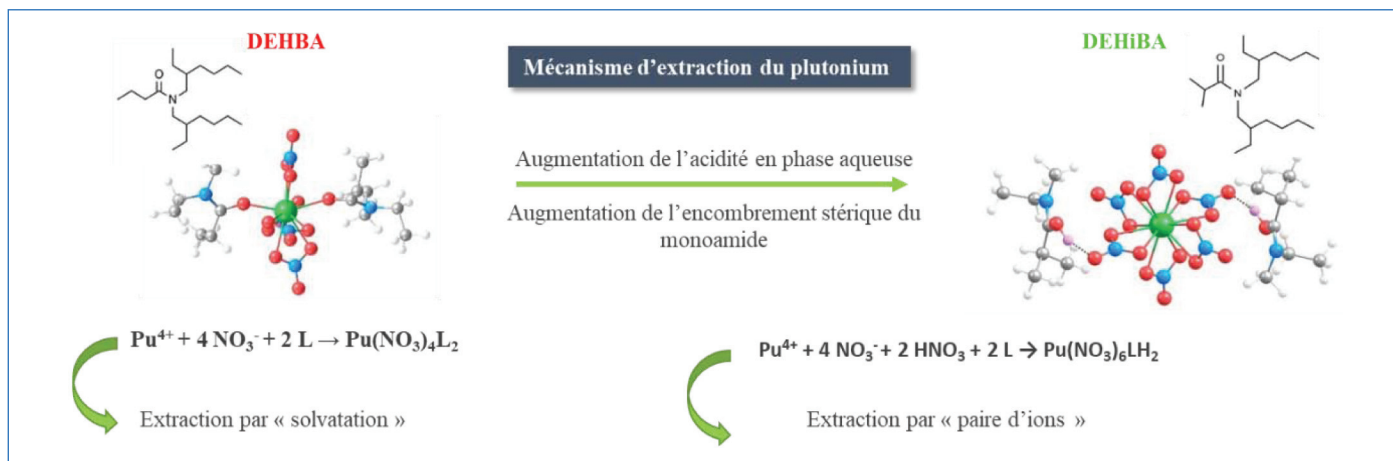 DEHBA
DEHiBA
Mécanisme d'extraction du plutonium
O
N
O
N
Augmentation de l'acidité en phase aqueuse
Augmentation de l'encombrement stérique du
monoamide
Pu⁴⁺ + 4 NO₃⁻ + 2 L → Pu(NO₃)₄L₂
Pu⁴⁺ + 4 NO₃⁻ + 2 HNO₃ + 2 L → Pu(NO₃)₆LH₂
Extraction par « solvatation »
Extraction par « paire d'ions »